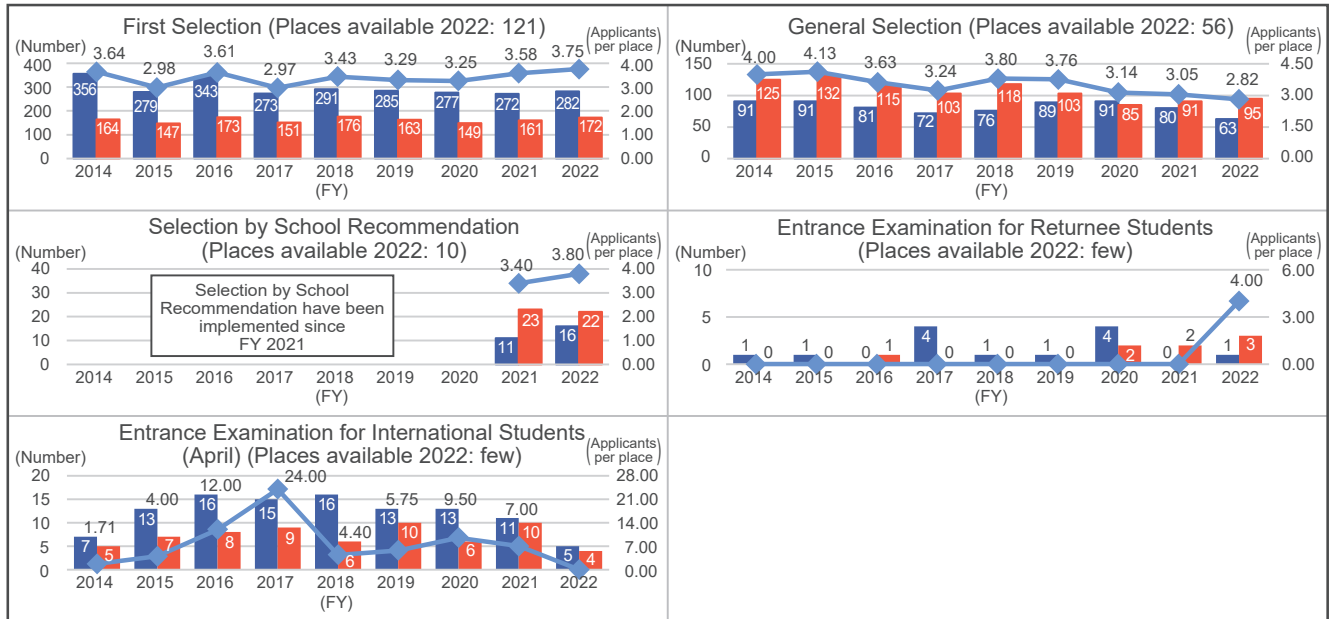 First Selection (Places available 2022: 121)
(Number)
(Applicants per place)
3.64 2.98 3.61 2.97 3.43 3.29 3.25 3.58 3.75
400 4.00
300 3.00
200 2.00
100 1.00
0 0.00
356 279 343 273 291 285 277 272 282
164 147 173 151 176 163 149 161 172
2014 2015 2016 2017 2018 2019 2020 2021 2022
(FY)
General Selection (Places available 2022: 56)
(Number)
(Applicants per place)
4.00 4.13 3.63 3.24 3.80 3.76 3.14 3.05 2.82
150 4.50
100 3.00
50 1.50
0 0.00
91 91 81 72 76 89 91 80 63
125 132 115 103 118 103 85 91 95
2014 2015 2016 2017 2018 2019 2020 2021 2022
(FY)
Selection by School Recommendation
(Places available 2022: 10)
(Number)
(Applicants per place)
3.40 3.80
40 4.00
30 3.00
20 2.00
10 1.00
0 0.00
Selection by School
Recommendation have been
implemented since
FY 2021
11 23 16 22
2014 2015 2016 2017 2018 2019 2020 2021 2022
(FY)
Entrance Examination for Returnee Students
(Places available 2022: few)
(Number)
(Applicants per place)
4.00
10 6.00
5 3.00
0 0.00
1 0 1 0 0 1 4 0 1 0 1 0 4 2 0 2 1 3
2014 2015 2016 2017 2018 2019 2020 2021 2022
(FY)
Entrance Examination for International Students
(April) (Places available 2022: few)
(Number)
(Applicants per place)
1.71 4.00 12.00 24.00 4.40 5.75 9.50 7.00
20 28.00
15 21.00
10 14.00
5 7.00
0 0.00
7 13 16 15 16 13 13 11 5
5 7 8 9 6 10 6 10 4
2014 2015 2016 2017 2018 2019 2020 2021 2022
(FY)